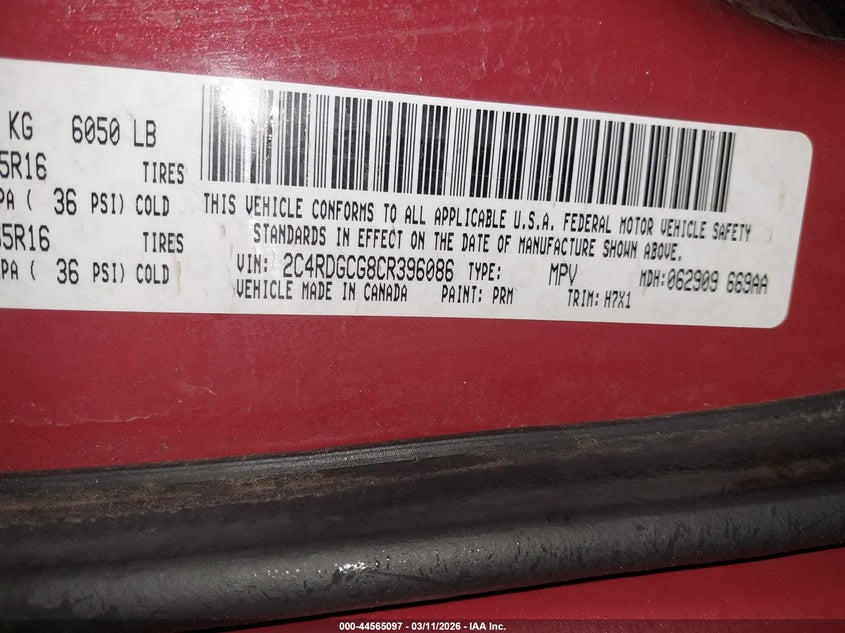 KG 6050 LB
5R16 TIRES
PA ( 36 PSI) COLD
5R16 TIRES
PA ( 36 PSI) COLD
THIS VEHICLE CONFORMS TO ALL APPLICABLE U.S.A. FEDERAL MOTOR VEHICLE SAFETY
STANDARDS IN EFFECT ON THE DATE OF MANUFACTURE SHOWN ABOVE.
VIN: 2C4RDGCG8CR396086 TYPE: MPV MDH:062909 669AA
VEHICLE MADE IN CANADA PAINT: PRM TRIM: H7X1
000-44565097 - 03/11/2026 - IAA Inc.